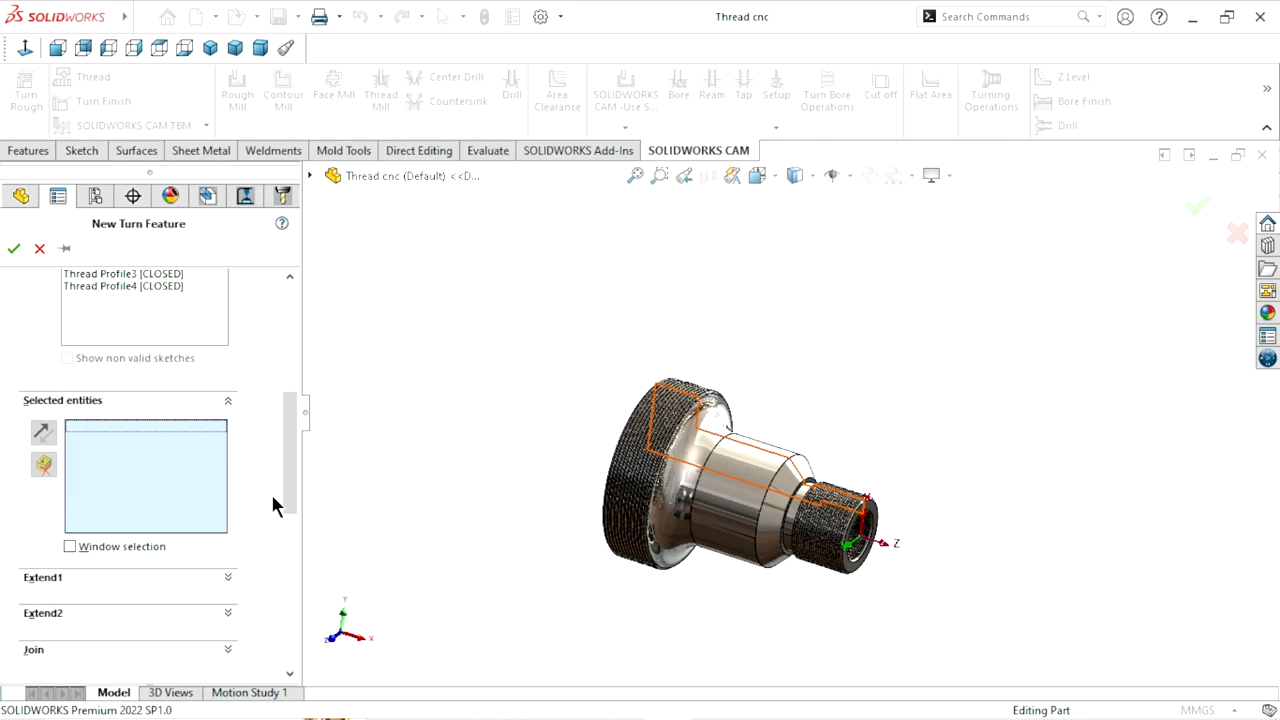 SOLIDWORKS
Thread cnc
Search Commands
Turn Rough
Thread
Turn Finish
SOLIDWORKS CAM TBM
Rough Mill
Contour Mill
Face Mill
Thread Mill
Center Drill
Countersink
Drill
Area Clearance
SOLIDWORKS CAM -Use S...
Bore
Ream
Tap
Setup
Turn Bore Operations
Cut off
Flat Area
Turning Operations
Z Level
Bore Finish
Drill
Features
Sketch
Surfaces
Sheet Metal
Weldments
Mold Tools
Direct Editing
Evaluate
SOLIDWORKS Add-Ins
SOLIDWORKS CAM
Thread cnc (Default) <<D...
New Turn Feature
Thread Profile3 [CLOSED]
Thread Profile4 [CLOSED]
Show non valid sketches
Selected entities
Window selection
Extend1
Extend2
Join
X
Z
Y
X
Z
Model
3D Views
Motion Study 1
SOLIDWORKS Premium 2022 SP1.0
Editing Part
MMGS